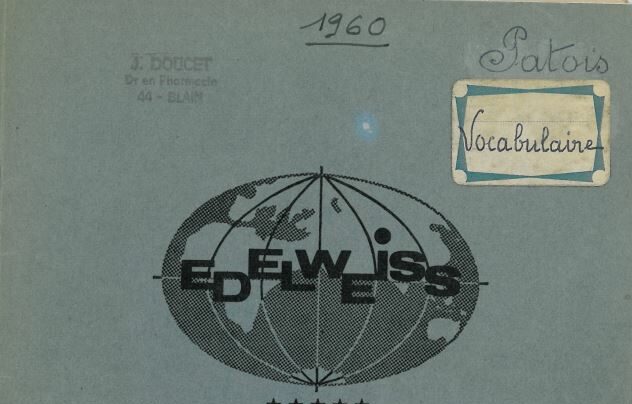 1960
Patois
J. DOUCET
Dr en Pharmacie
44 - BLAIN
Vocabulaire
EDELWEISS